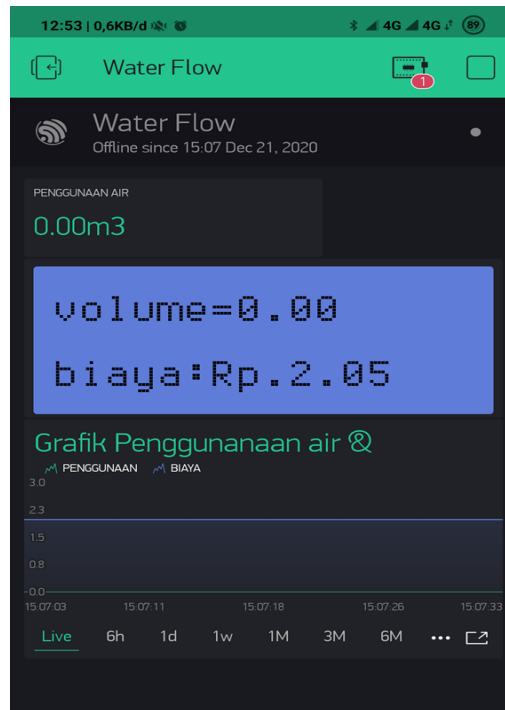 12:53 | 0,6KB/d 4G 4G 89
Water Flow
1
Water Flow
Offline since 15:07 Dec 21, 2020
PENGGUNAAN AIR
0.00m3
volume=0.00
biaya:Rp.2.05
Grafik Penggunanaan air &
PENGGUNAAN BIAYA
3.0
2.3
1.5
0.8
0.0
15:07:03 15:07:11 15:07:18 15:07:26 15:07:33
Live 6h 1d 1w 1M 3M 6M ...